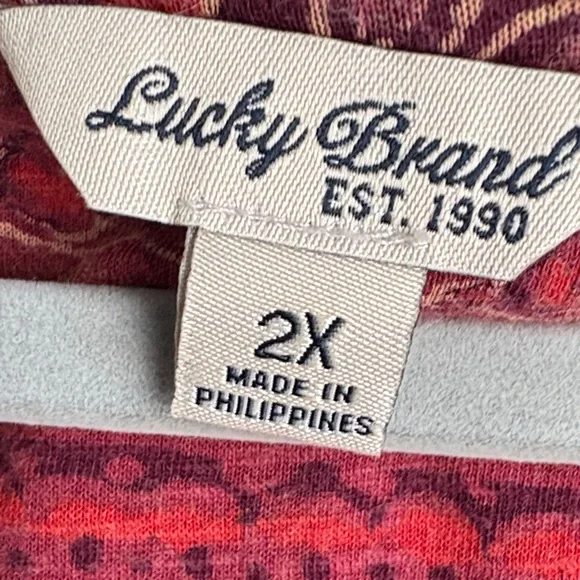 Lucky Brand
EST. 1990
2X
MADE IN
PHILIPPINES